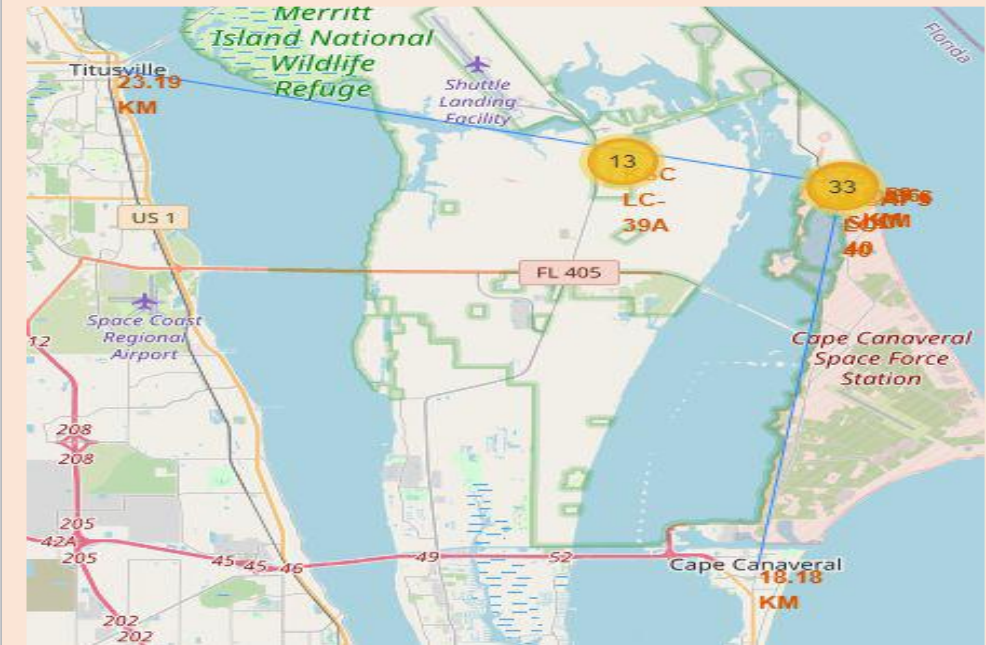 Merritt
Island National
Wildlife
Refuge
Florida
Titusville
23.19
KM
Shuttle
Landing
Facility
13
LC-
39A
33
KM
40
US 1
FL 405
Space Coast
Regional
Airport
12
Cape Canaveral
Space Force
Station
208
208
205
42A
205
45
45
46
49
52
Cape Canaveral
18.18
KM
202
202